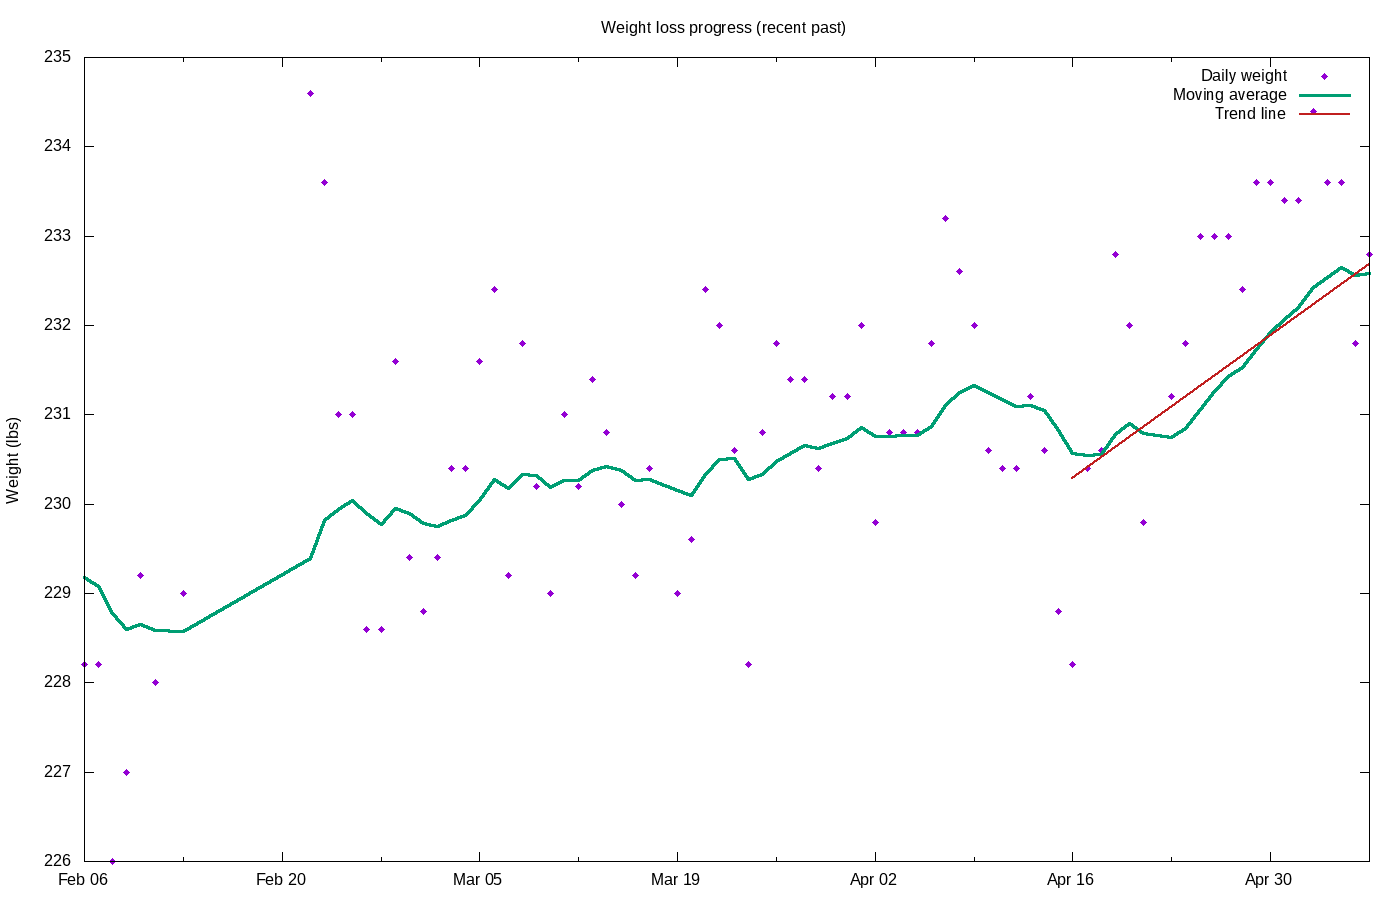 Weight loss progress (recent past)
235
234
233
232
231
230
229
228
227
226
Weight (lbs)
Daily weight
Moving average
Trend line
Feb 06
Feb 20
Mar 05
Mar 19
Apr 02
Apr 16
Apr 30